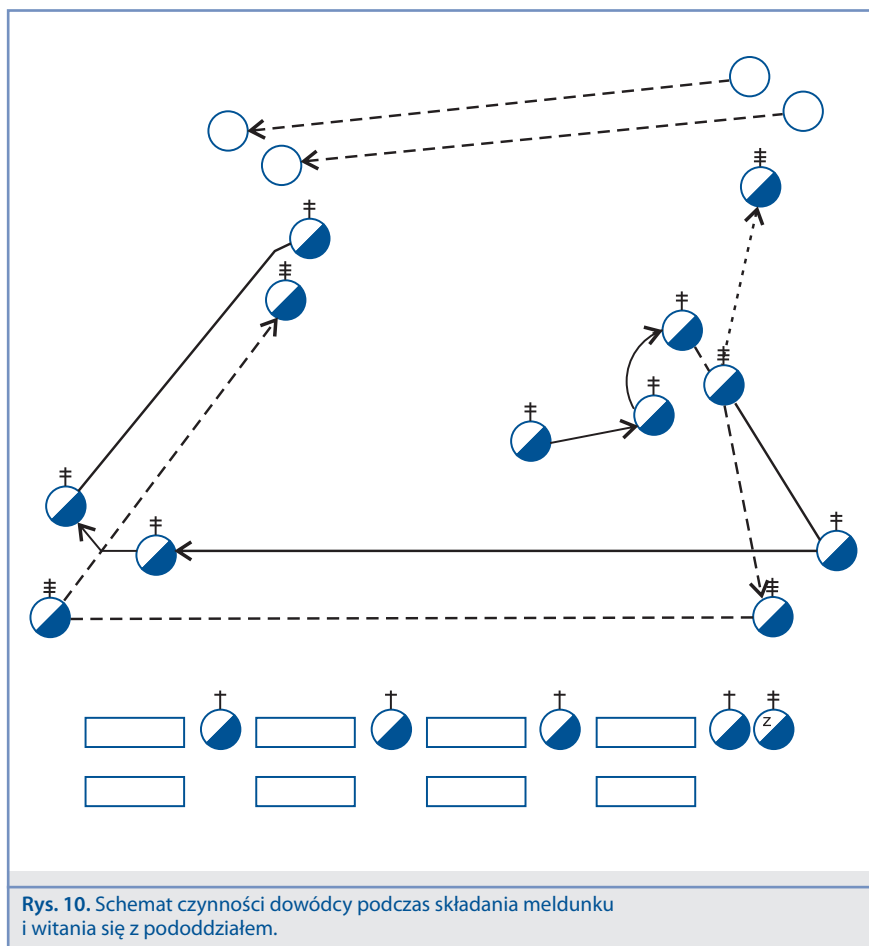 Z
Rys. 10. Schemat czynności dowódcy podczas składania meldunku
i witania się z pododdziałem.